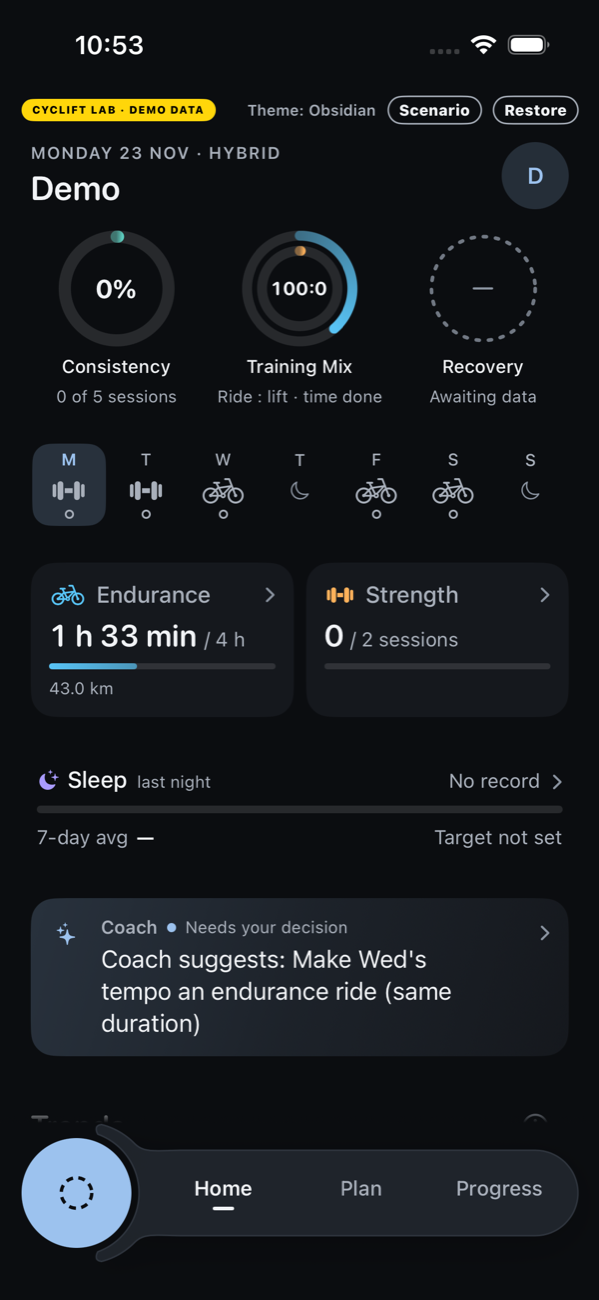 10:53
CYCLIFT LAB · DEMO DATA
Theme: Obsidian
Scenario
Restore
MONDAY 23 NOV · HYBRID
Demo
D
0%
100:0
—
Consistency
Training Mix
Recovery
0 of 5 sessions
Ride : lift · time done
Awaiting data
M
T
W
T
F
S
S
Endurance
1 h 33 min / 4 h
43.0 km
Strength
0 / 2 sessions
Sleep last night
No record
7-day avg —
Target not set
Coach • Needs your decision
Coach suggests: Make Wed's
tempo an endurance ride (same
duration)
Home
Plan
Progress